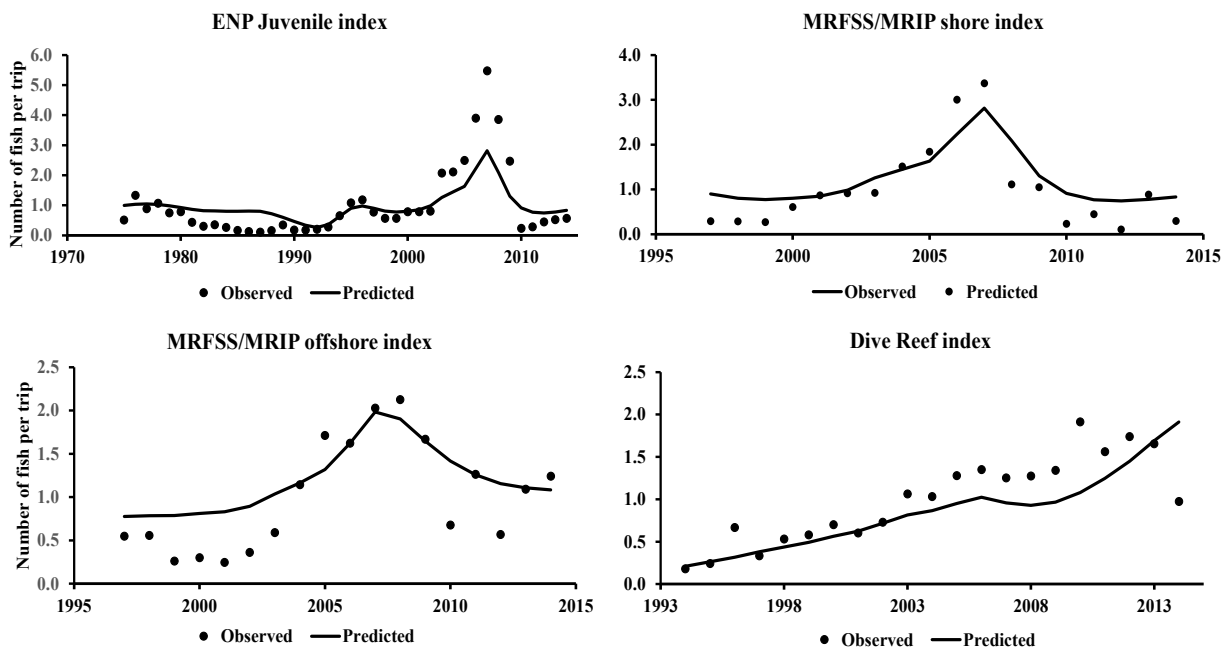 ENP Juvenile index
Number of fish per trip
6.0
5.0
4.0
3.0
2.0
1.0
0.0
1970 1980 1990 2000 2010
Observed Predicted
MRFSS/MRIP shore index
4.0
3.0
2.0
1.0
0.0
1995 2000 2005 2010 2015
Observed Predicted
MRFSS/MRIP offshore index
Number of fish per trip
2.5
2.0
1.5
1.0
0.5
0.0
1995 2000 2005 2010 2015
Observed Predicted
Dive Reef index
2.5
2.0
1.5
1.0
0.5
0.0
1993 1998 2003 2008 2013
Observed Predicted